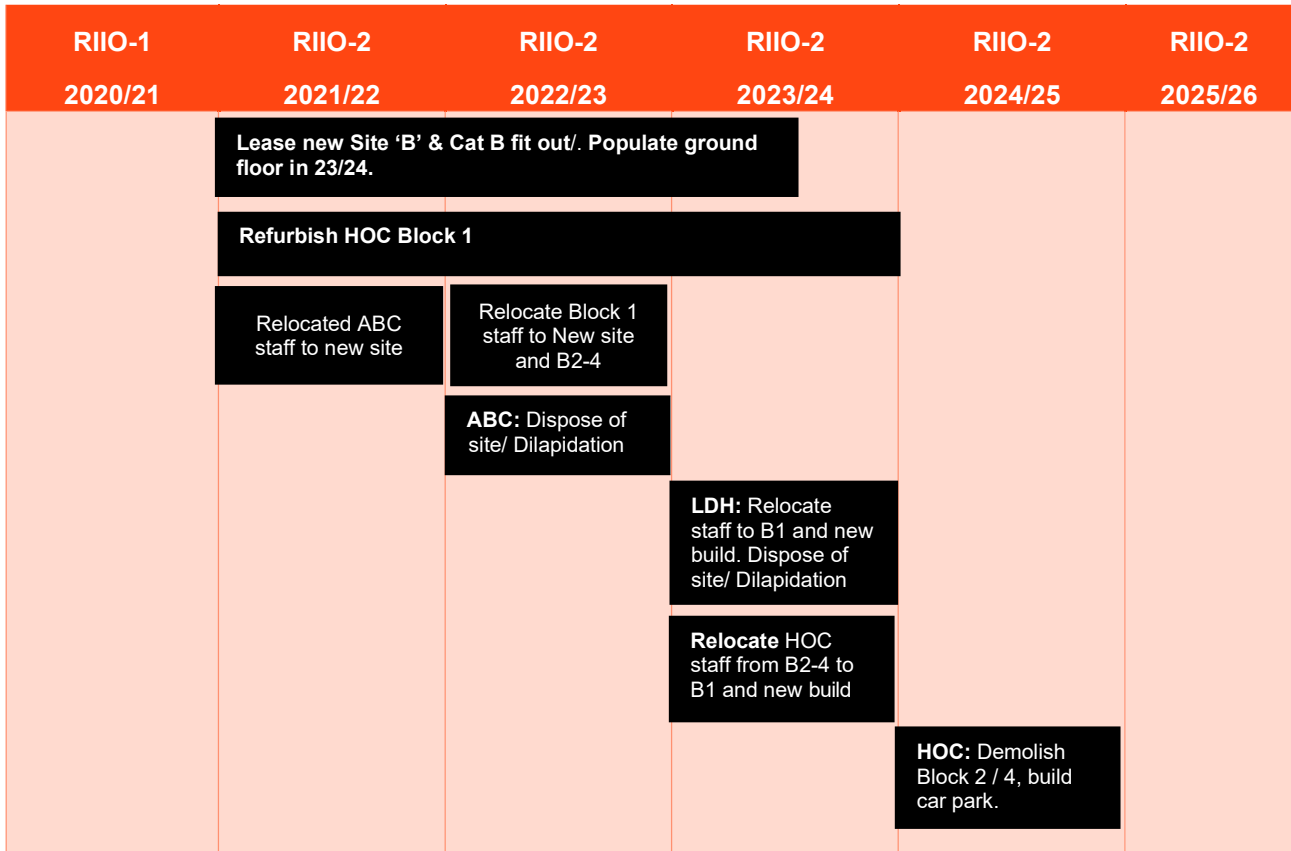 RIIO-1 RIIO-2 RIIO-2 RIIO-2 RIIO-2 RIIO-2
2020/21 2021/22 2022/23 2023/24 2024/25 2025/26
Lease new Site ‘B’ & Cat B fit out/. Populate ground
floor in 23/24.
Refurbish HOC Block 1
Relocated ABC
staff to new site
Relocate Block 1
staff to New site
and B2-4
ABC: Dispose of
site/ Dilapidation
LDH: Relocate
staff to B1 and new
build. Dispose of
site/ Dilapidation
Relocate HOC
staff from B2-4 to
B1 and new build
HOC: Demolish
Block 2 / 4, build
car park.